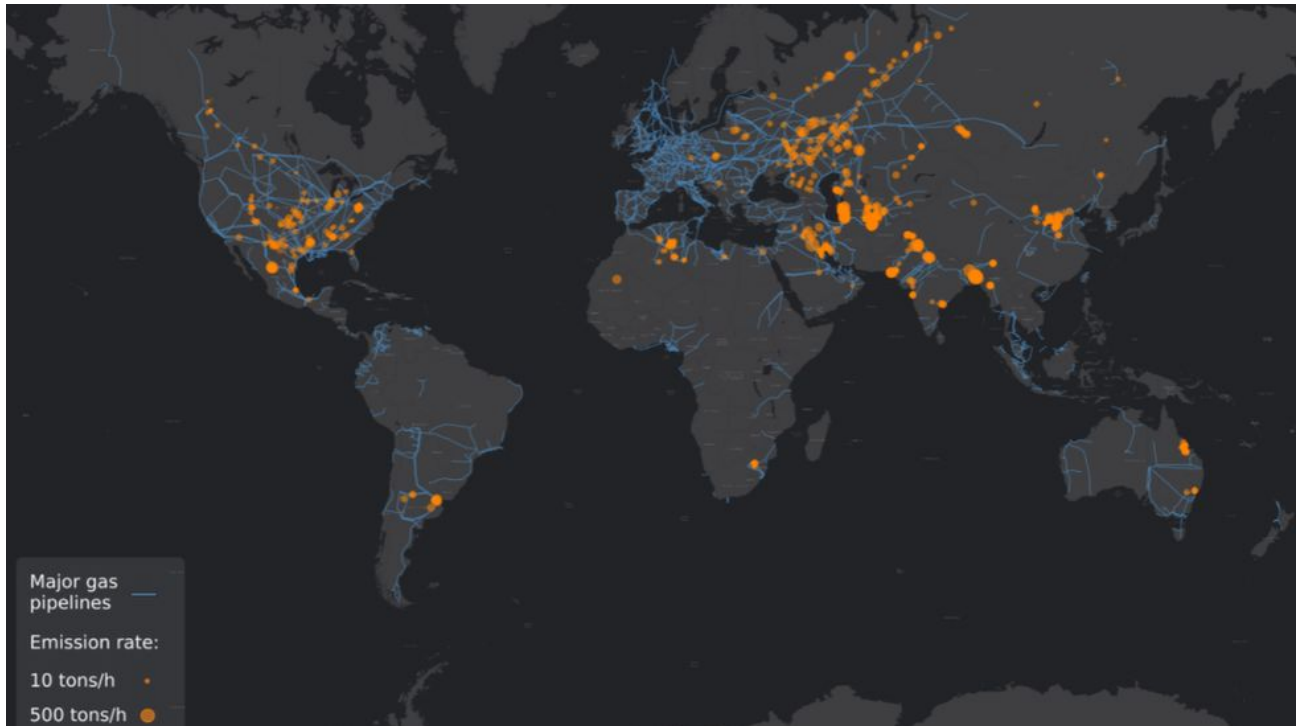 Major gas
pipelines
Emission rate:
10 tons/h
500 tons/h